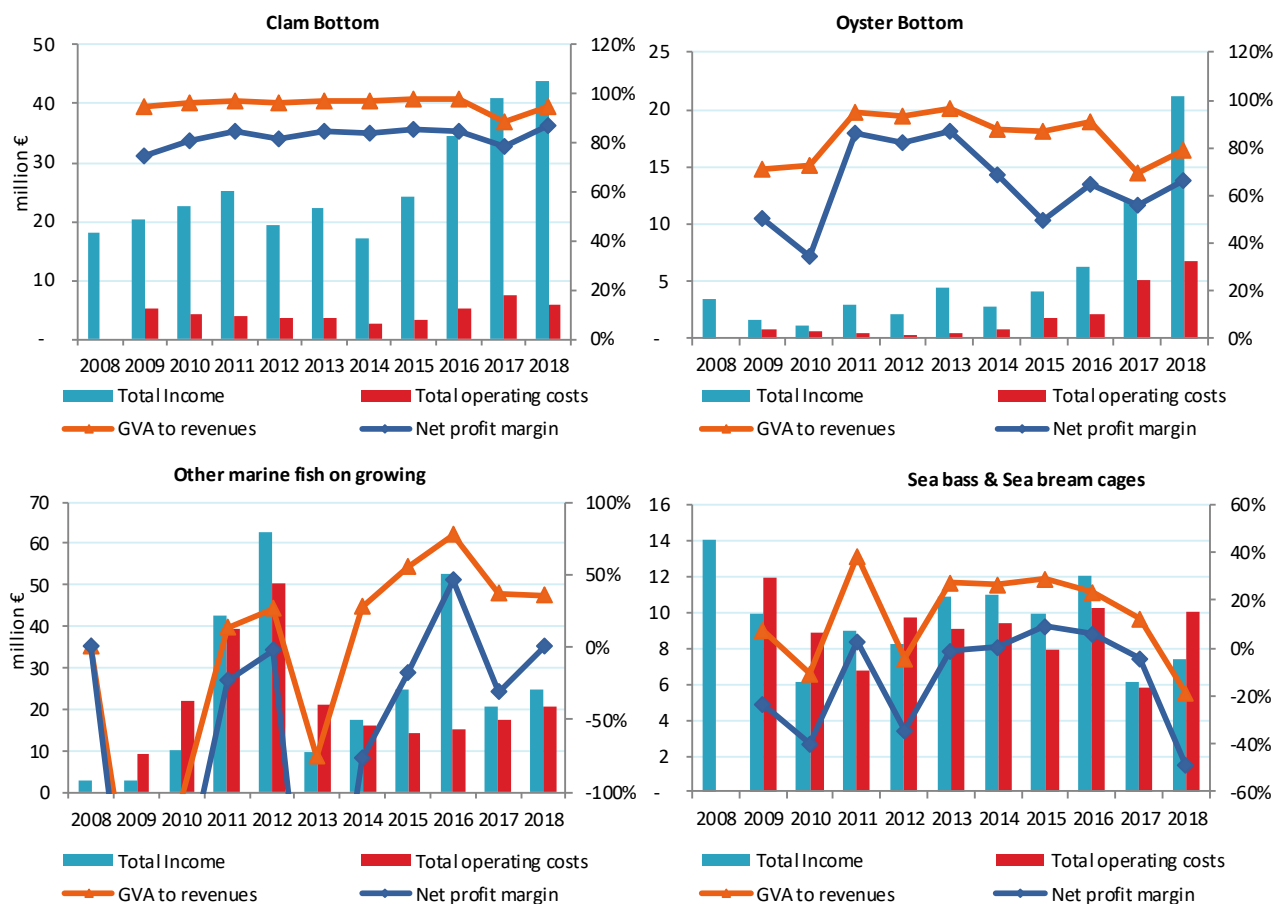 Clam Bottom
50
40
30
20
10
-
million €
120%
100%
80%
60%
40%
20%
0%
2008 2009 2010 2011 2012 2013 2014 2015 2016 2017 2018
Total Income
Total operating costs
GVA to revenues
Net profit margin
Oyster Bottom
25
20
15
10
5
-
120%
100%
80%
60%
40%
20%
0%
2008 2009 2010 2011 2012 2013 2014 2015 2016 2017 2018
Total Income
Total operating costs
GVA to revenues
Net profit margin
Other marine fish on growing
70
60
50
40
30
20
10
0
million €
100%
50%
0%
-50%
-100%
2008 2009 2010 2011 2012 2013 2014 2015 2016 2017 2018
Total Income
Total operating costs
GVA to revenues
Net profit margin
Sea bass & Sea bream cages
16
14
12
10
8
6
4
2
-
60%
40%
20%
0%
-20%
-40%
-60%
2008 2009 2010 2011 2012 2013 2014 2015 2016 2017 2018
Total Income
Total operating costs
GVA to revenues
Net profit margin